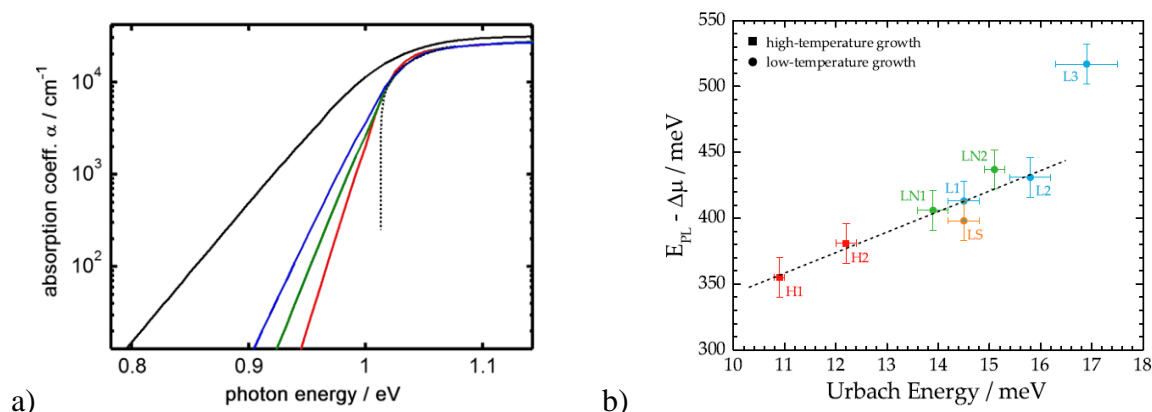 absorption coeff. α / cm⁻¹
10⁴
10³
10²
0.8
0.9
1
1.1
photon energy / eV
a)
E_PL - Δμ / meV
550
500
450
400
350
300
■ high-temperature growth
● low-temperature growth
L3
LN2
L1
L2
LN1
LS
H2
H1
10
11
12
13
14
15
16
17
18
Urbach Energy / meV
b)